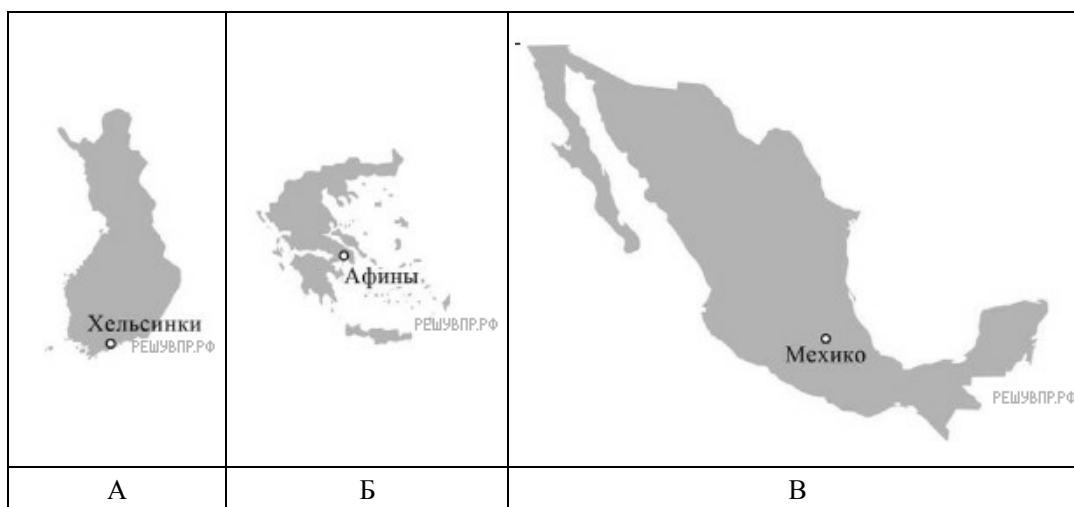 Хельсинки
РЕШУВПР.РФ
Афины
РЕШУВПР.РФ
Мехико
РЕШУВПР.РФ
А
Б
В